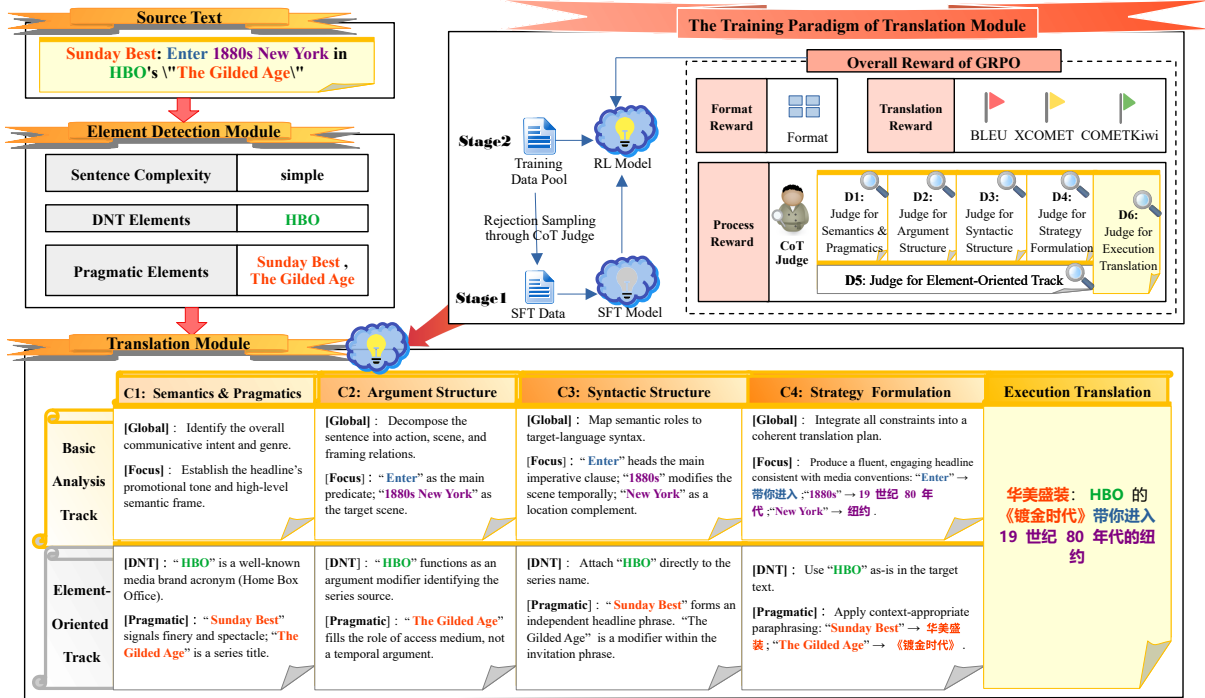 Source Text
Sunday Best: Enter 1880s New York in
HBO's \"The Gilded Age\"
Element Detection Module
Sentence Complexity
simple
DNT Elements
HBO
Pragmatic Elements
Sunday Best ,
The Gilded Age
The Training Paradigm of Translation Module
Stage2
Training
Data Pool
RL Model
Rejection Sampling
through CoT Judge
Stage1
SFT Data
SFT Model
Overall Reward of GRPO
Format
Reward
Format
Translation
Reward
BLEU
XCOMET
COMETKiwi
Process
Reward
CoT
Judge
D1:
Judge for
Semantics &
Pragmatics
D2:
Judge for
Argument
Structure
D3:
Judge for
Syntactic
Structure
D4:
Judge for
Strategy
Formulation
D6:
Judge for
Execution
Translation
D5: Judge for Element-Oriented Track
Translation Module
C1: Semantics & Pragmatics
C2: Argument Structure
C3: Syntactic Structure
C4: Strategy Formulation
Execution Translation
Basic
Analysis
Track
[Global] : Identify the overall
communicative intent and genre.
[Focus] : Establish the headline's
promotional tone and high-level
semantic frame.
[Global] : Decompose the
sentence into action, scene, and
framing relations.
[Focus] : “Enter” as the main
predicate; “1880s New York” as
the target scene.
[Global] : Map semantic roles to
target-language syntax.
[Focus] : “Enter” heads the main
imperative clause; “1880s” modifies the
scene temporally; “New York” as a
location complement.
[Global] : Integrate all constraints into a
coherent translation plan.
[Focus] : Produce a fluent, engaging headline
consistent with media conventions: “Enter” →
带你进入 ;“1880s” → 19 世纪 80 年
代 ;“New York” → 纽约 .
Element-
Oriented
Track
[DNT] : “HBO” is a well-known
media brand acronym (Home Box
Office).
[Pragmatic] : “Sunday Best”
signals finery and spectacle; “The
Gilded Age” is a series title.
[DNT] : “HBO” functions as an
argument modifier identifying the
series source.
[Pragmatic] : “The Gilded Age”
fills the role of access medium, not
a temporal argument.
[DNT] : Attach “HBO” directly to the
series name.
[Pragmatic] : “Sunday Best” forms an
independent headline phrase. “The
Gilded Age” is a modifier within the
invitation phrase.
[DNT] : Use “HBO” as-is in the target
text.
[Pragmatic] : Apply context-appropriate
paraphrasing: “Sunday Best” → 华美盛
装 ; “The Gilded Age” → 《镀金时代》 .
华美盛装： HBO 的
《镀金时代》带你进入
19 世纪 80 年代的纽
约